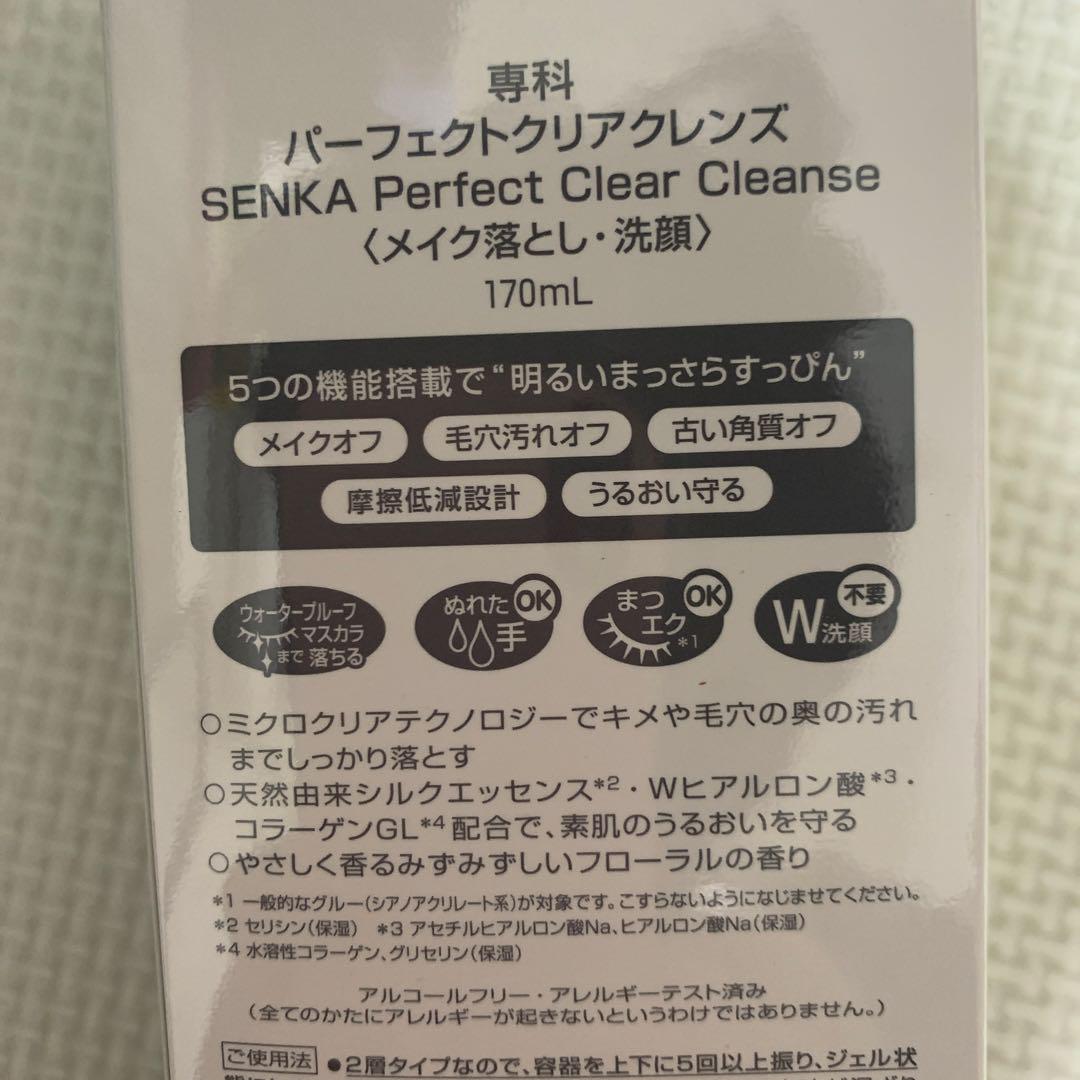 専科
パーフェクトクリアクレンズ
SENKA Perfect Clear Cleanse
〈メイク落とし・洗顔〉
170mL
5つの機能搭載で“明るいまっさらすっぴん”
メイクオフ 毛穴汚れオフ 古い角質オフ
摩擦低減設計 うるおい守る
ウォータープルーフ
マスカラ
まで 落ちる
ぬれた OK
手
まつ OK
エク*1
W洗顔 不要
○ミクロクリアテクノロジーでキメや毛穴の奥の汚れ
までしっかり落とす
○天然由来シルクエッセンス*2・Wヒアルロン酸*3・
コラーゲンGL*4配合で、素肌のうるおいを守る
○やさしく香るみずみずしいフローラルの香り
*1 一般的なグルー(シアノアクリレート系)が対象です。こすらないようになじませてください。
*2 セリシン(保湿) *3 アセチルヒアルロン酸Na、ヒアルロン酸Na(保湿)
*4 水溶性コラーゲン、グリセリン(保湿)
アルコールフリー・アレルギーテスト済み
(全てのかたにアレルギーが起きないというわけではありません。)
ご使用法 ●2層タイプなので、容器を上下に5回以上振り、ジェル状